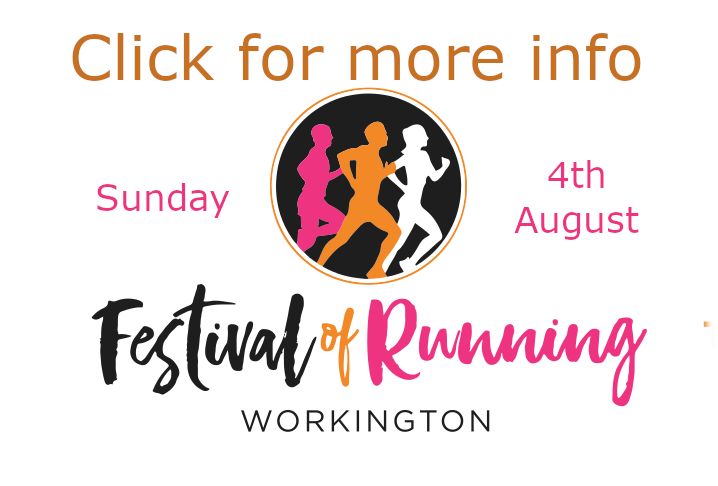 Click for more info
Sunday
4th
August
Festival of Running
WORKINGTON